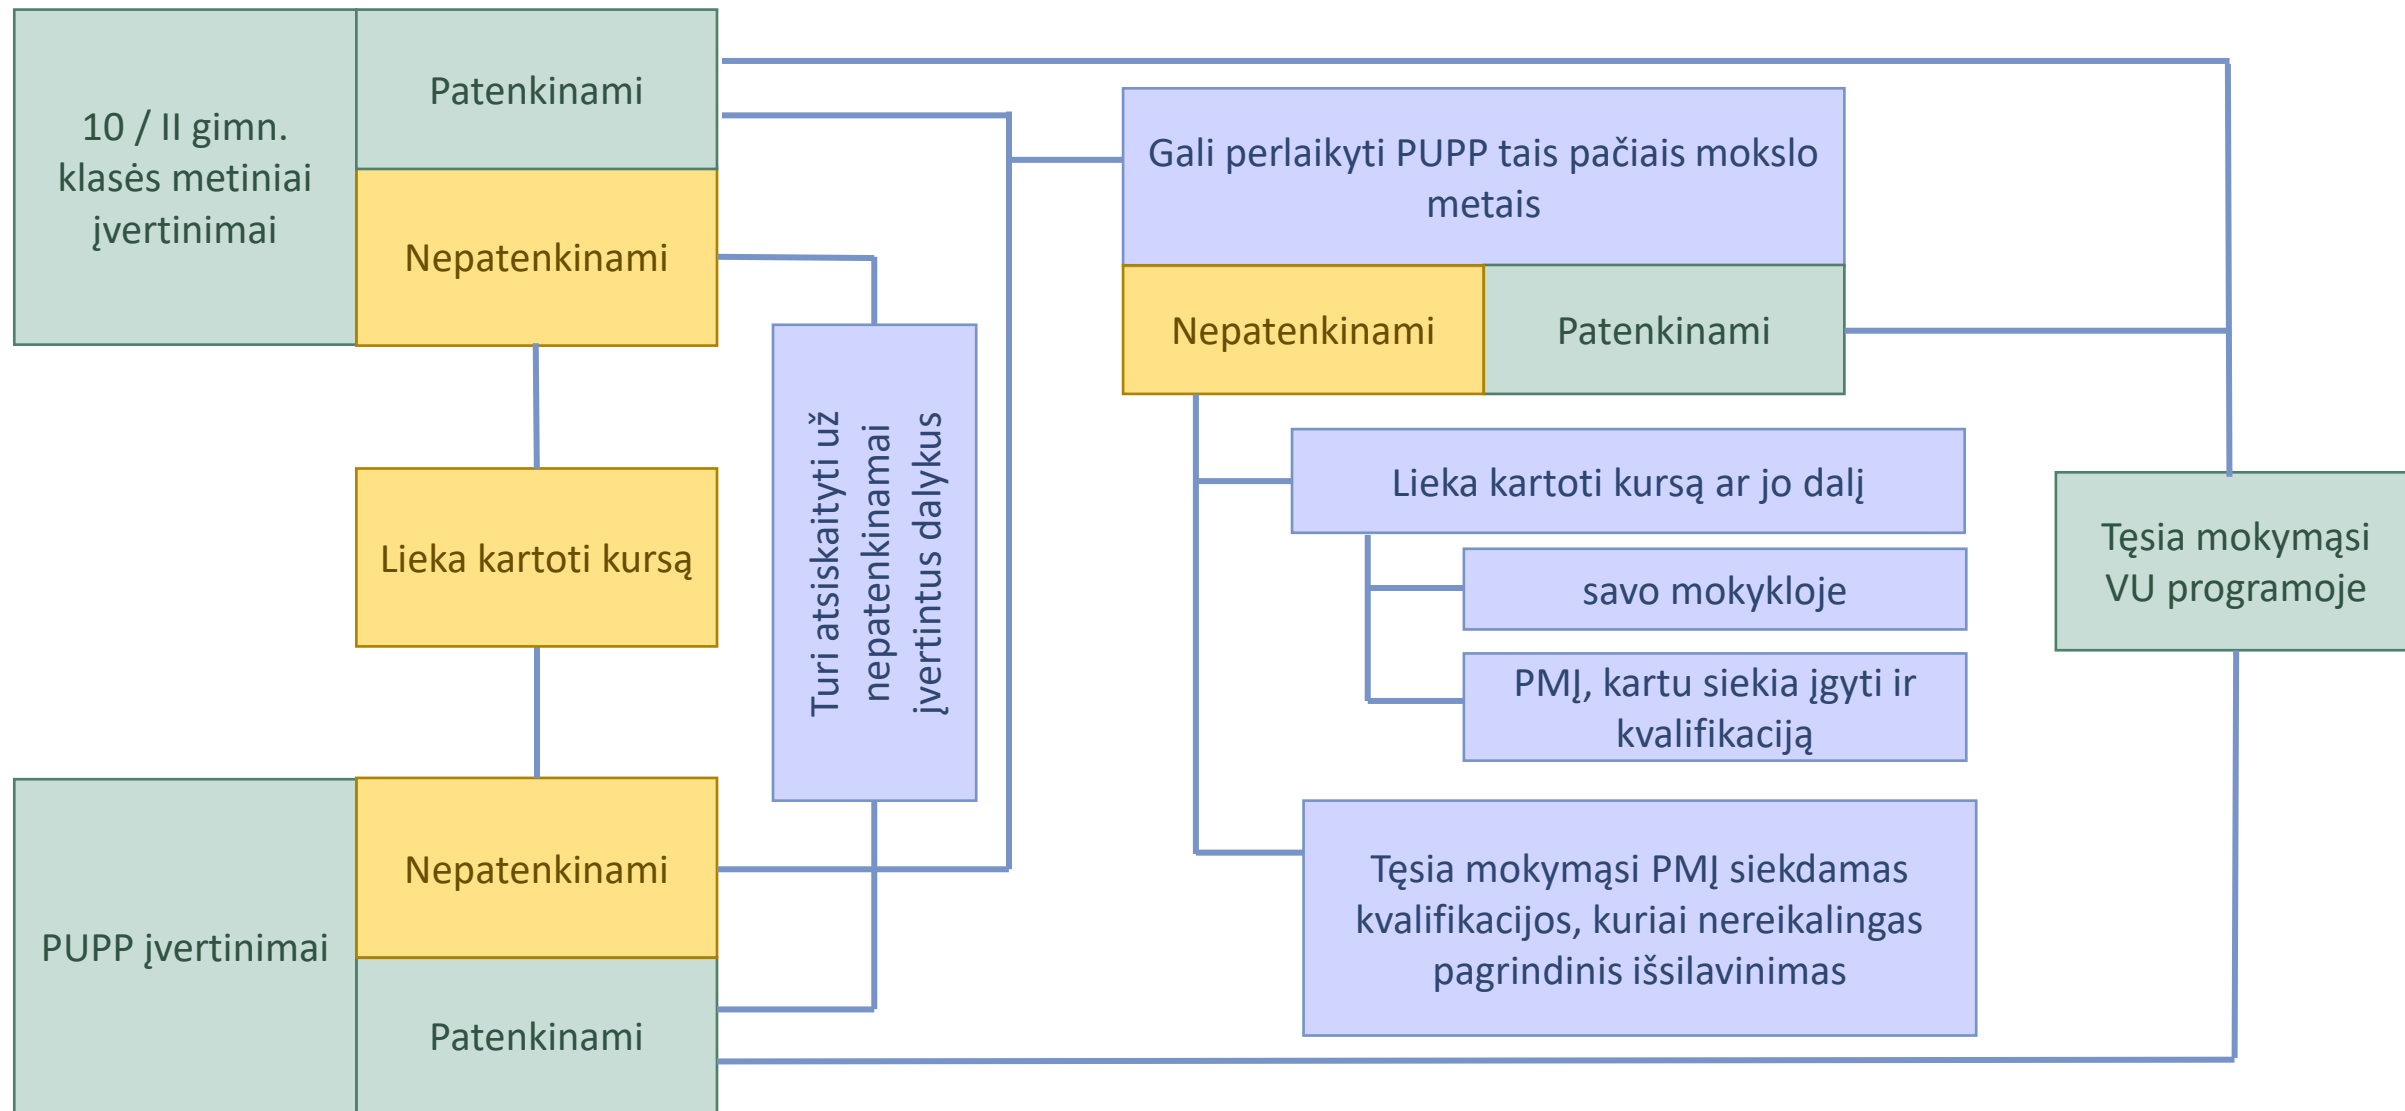 10 / II gimn.
klasės metiniai
įvertinimai
Patenkinami
Nepatenkinami
Lieka kartoti kursą
PUPP įvertinimai
Nepatenkinami
Patenkinami
Turi atsiskaityti už
nepatenkinamai
įvertintus dalykus
Gali perlaikyti PUPP tais pačiais mokslo
metais
Nepatenkinami
Patenkinami
Lieka kartoti kursą ar jo dalį
savo mokykloje
PMĮ, kartu siekia įgyti ir
kvalifikaciją
Tęsia mokymąsi PMĮ siekdamas
kvalifikacijos, kuriai nereikalingas
pagrindinis išsilavinimas
Tęsia mokymąsi
VU programoje